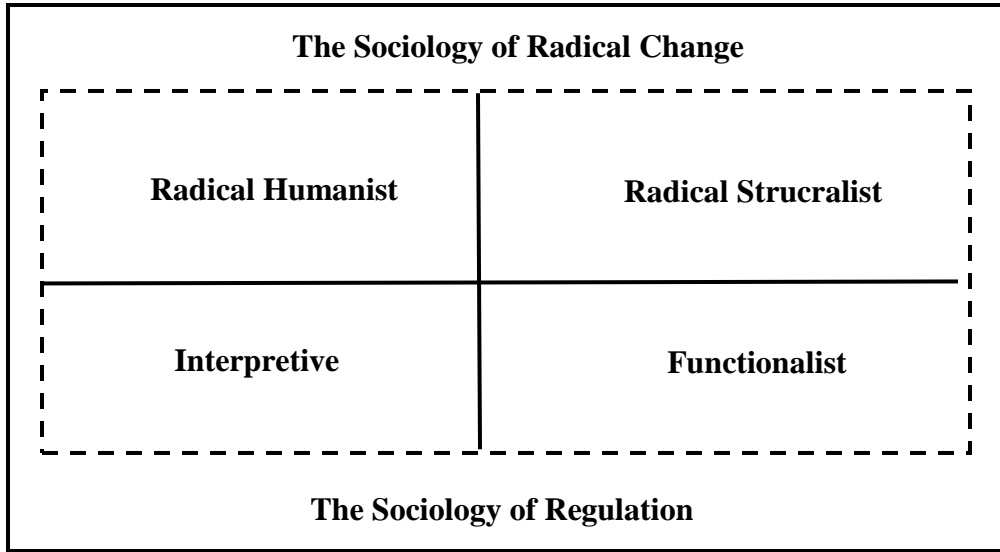 The Sociology of Radical Change
Radical Humanist
Radical Strucralist
Interpretive
Functionalist
The Sociology of Regulation